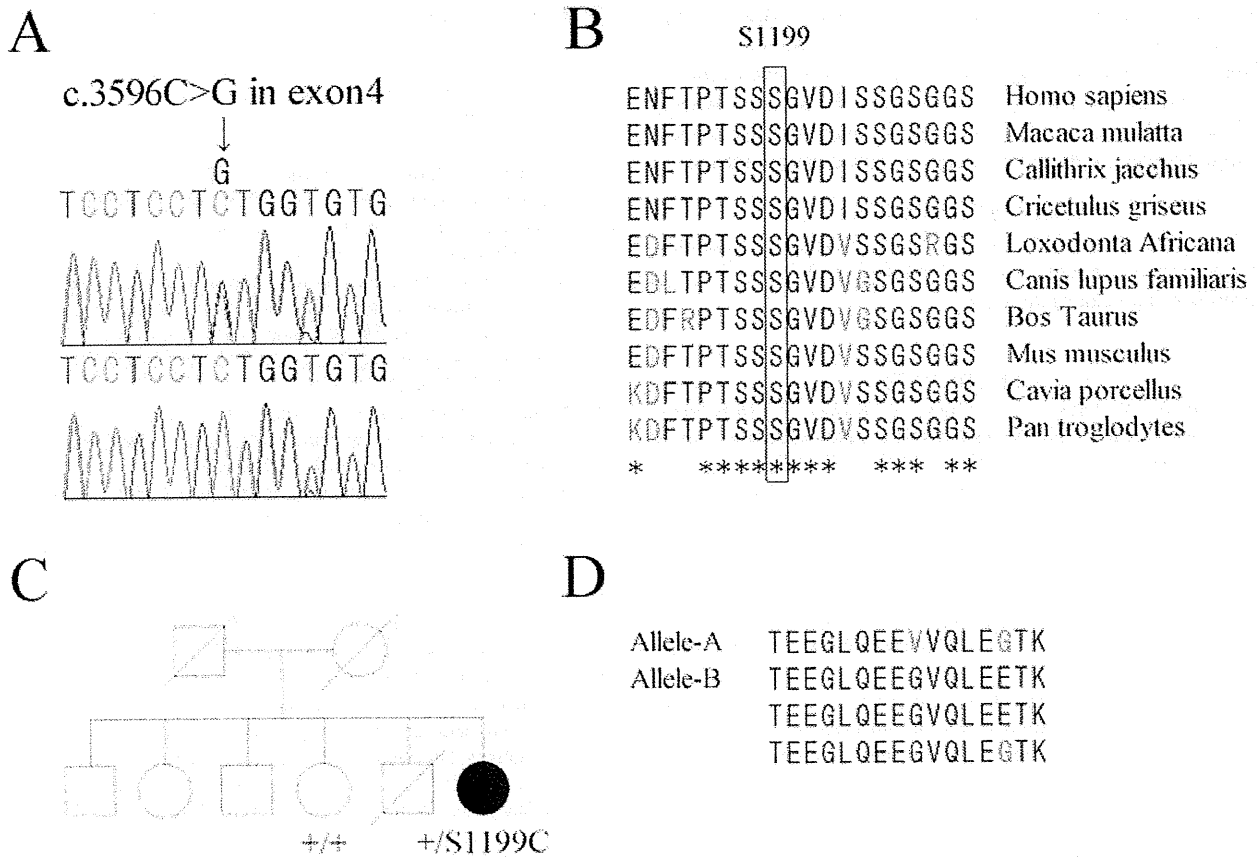 A
c.3596C>G in exon4
↓
G
TCCTCCTCTGGTGTG
TCCTCCTCTGGTGTG
B
S1199
ENFTPTSSSGVDISSGSGGS Homo sapiens
ENFTPTSSSGVDISSGSGGS Macaca mulatta
ENFTPTSSSGVDISSGSGGS Callithrix jacchus
ENFTPTSSSGVDISSGSGGS Cricetulus griseus
EDFTPTSSSGVDVSSGSRGS Loxodonta Africana
EDLTPTSSSGVDVGSGSGGS Canis lupus familiaris
EDFRPTSSSGVDVGSGSGGS Bos Taurus
EDFTPTSSSGVDVSSGSGGS Mus musculus
KDFTPTSSSGVDVSSGSGGS Cavia porcellus
KDFTPTSSSGVDVSSGSGGS Pan troglodytes
* ******* *** **
C
+/+ +/S1199C
D
Allele-A TEEGLQEEVVQLEGTK
Allele-B TEEGLQEEGVQLEETK
TEEGLQEEGVQLEETK
TEEGLQEEGVQLEGTK